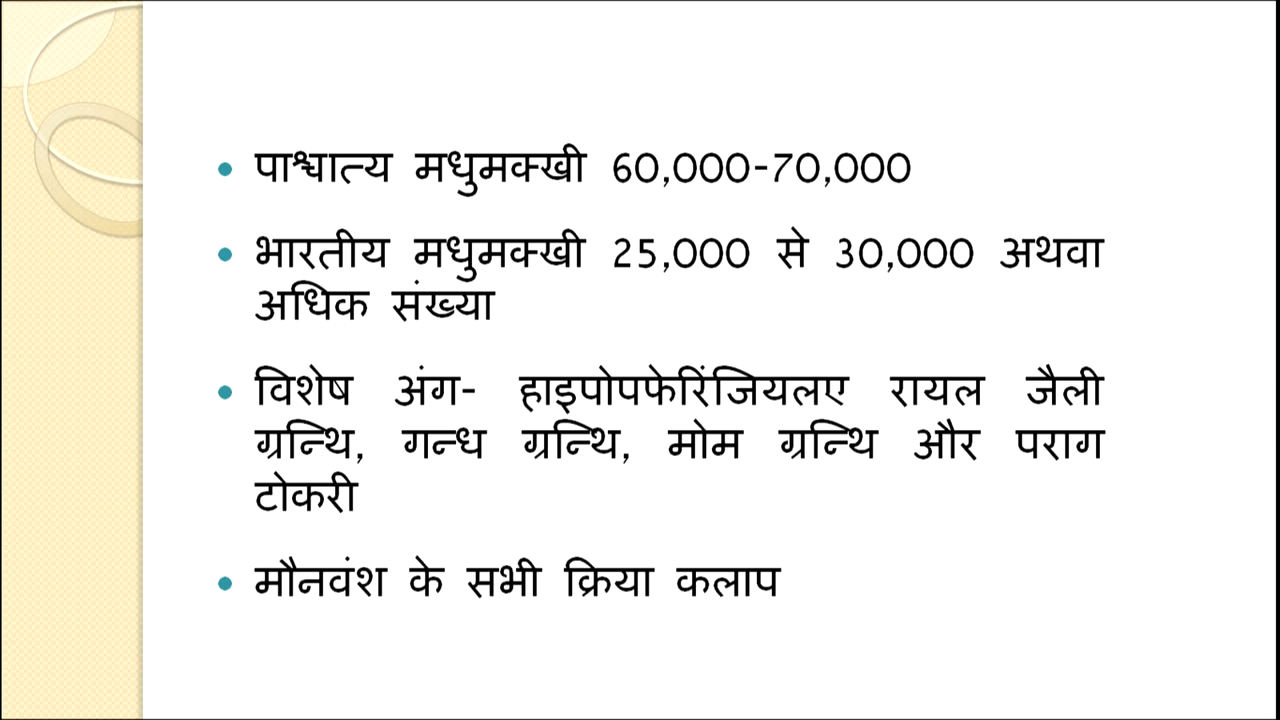 पाश्चात्य मधुमक्खी 60,000-70,000
भारतीय मधुमक्खी 25,000 से 30,000 अथवा
अधिक संख्या
विशेष अंग- हाइपोपफेरिंजियलए रायल जैली
ग्रन्थि, गन्ध ग्रन्थि, मोम ग्रन्थि और पराग
टोकरी
मौनवंश के सभी क्रिया कलाप